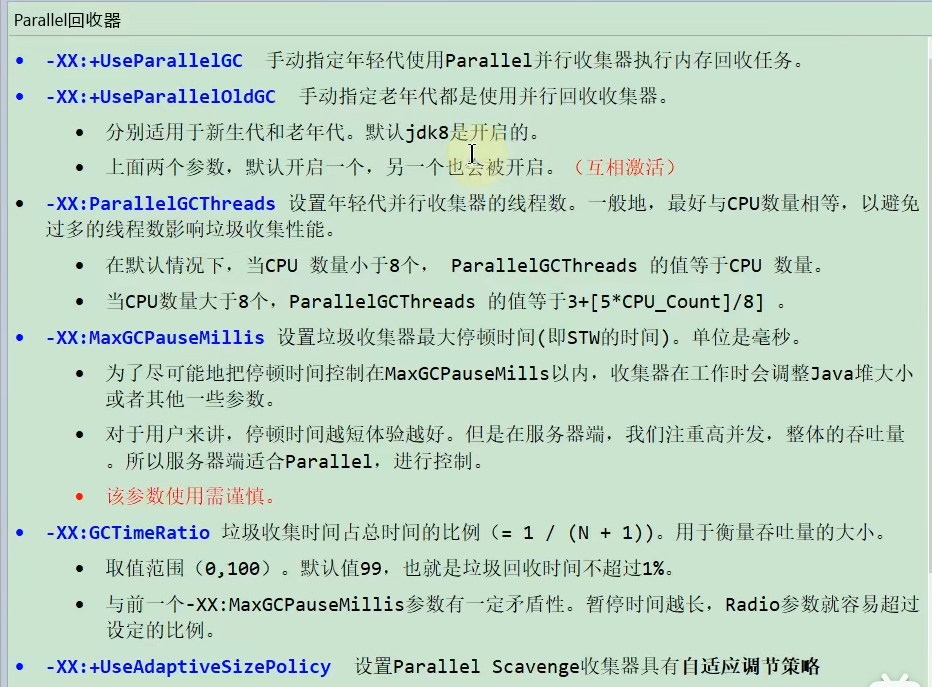 Parallel回收器
• -XX:+UseParallelGC 手动指定年轻代使用Parallel并行收集器执行内存回收任务。
• -XX:+UseParallelOldGC 手动指定老年代都是使用并行回收收集器。
• 分别适用于新生代和老年代。默认jdk8是开启的。
• 上面两个参数，默认开启一个，另一个也会被开启。（互相激活）
• -XX:ParallelGCThreads 设置年轻代并行收集器的线程数。一般地，最好与CPU数量相等，以避免
过多的线程数影响垃圾收集性能。
• 在默认情况下，当CPU 数量小于8个， ParallelGCThreads 的值等于CPU 数量。
• 当CPU数量大于8个，ParallelGCThreads 的值等于3+[5*CPU_Count]/8] 。
• -XX:MaxGCPauseMillis 设置垃圾收集器最大停顿时间(即STW的时间)。单位是毫秒。
• 为了尽可能地把停顿时间控制在MaxGCPauseMills以内，收集器在工作时会调整Java堆大小
或者其他一些参数。
• 对于用户来讲，停顿时间越短体验越好。但是在服务器端，我们注重高并发，整体的吞吐量
。所以服务器端适合Parallel，进行控制。
• 该参数使用需谨慎。
• -XX:GCTimeRatio 垃圾收集时间占总时间的比例（= 1 / (N + 1)）。用于衡量吞吐量的大小。
• 取值范围（0,100）。默认值99，也就是垃圾回收时间不超过1%。
• 与前一个-XX:MaxGCPauseMillis参数有一定矛盾性。暂停时间越长，Radio参数就容易超过
设定的比例。
• -XX:+UseAdaptiveSizePolicy 设置Parallel Scavenge收集器具有自适应调节策略